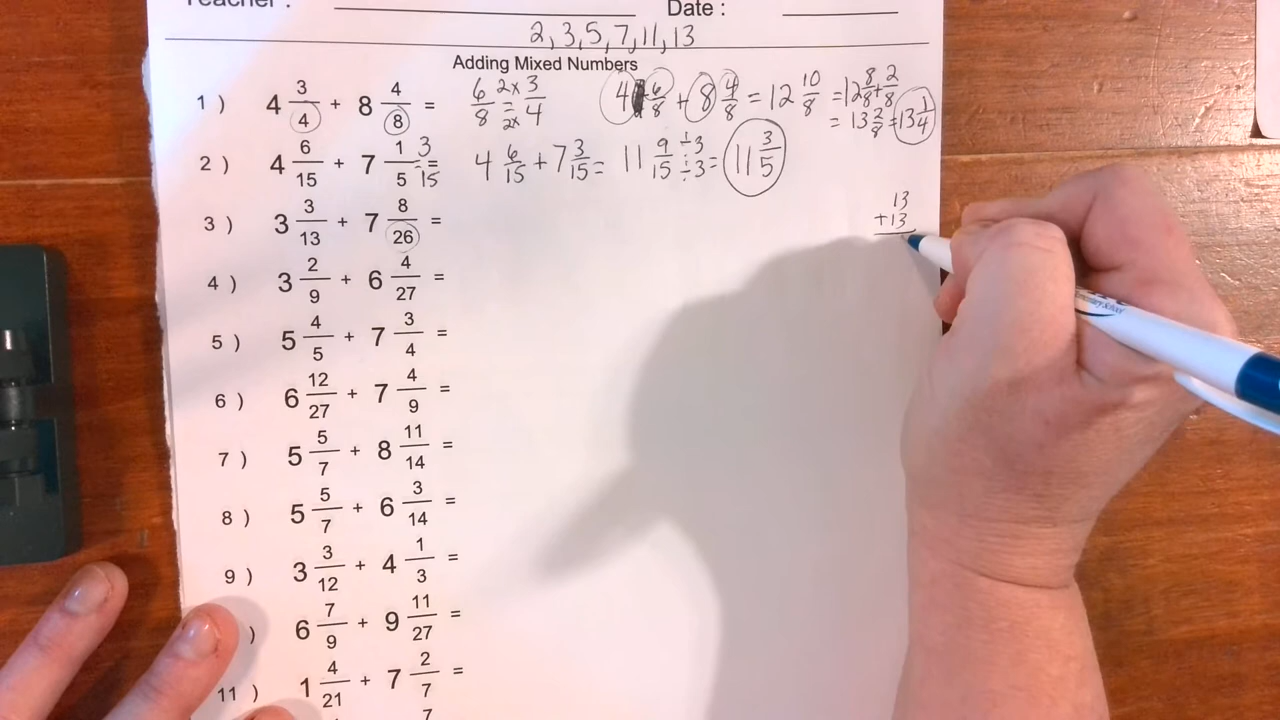 Teacher : Date :
2, 3, 5, 7, 11, 13
Adding Mixed Numbers
1 ) 4 3/4 + 8 4/8 = 6/8 = 2x 3/2x 4 4 6/8 + 8 4/8 = 12 10/8 = 12 8/8 + 2/8
= 13 2/8 = 13 1/4
2 ) 4 6/15 + 7 1/5 = 3/15 = 4 6/15 + 7 3/15 = 11 9/15 ÷3/÷3 = 11 3/5
13
+13
3 ) 3 3/13 + 7 8/26 =
4 ) 3 2/9 + 6 4/27 =
5 ) 5 4/5 + 7 3/4 =
6 ) 6 12/27 + 7 4/9 =
7 ) 5 5/7 + 8 11/14 =
8 ) 5 5/7 + 6 3/14 =
9 ) 3 3/12 + 4 1/3 =
) 6 7/9 + 9 11/27 =
11 ) 1 4/21 + 7 2/7 =
7
ementary School